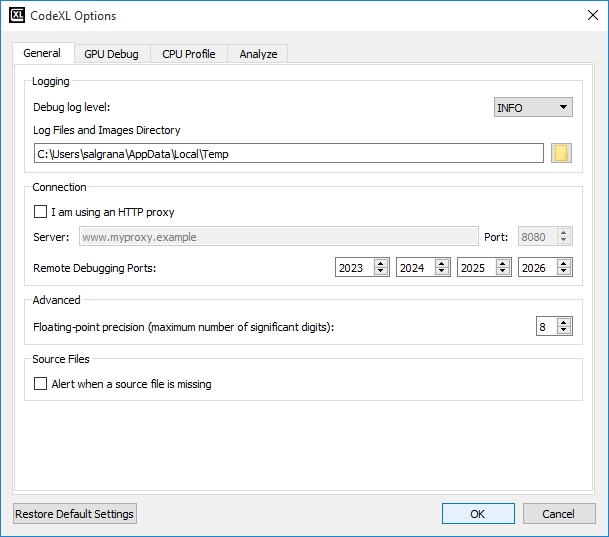 XL CodeXL Options
General GPU Debug CPU Profile Analyze
Logging
Debug log level: INFO
Log Files and Images Directory
C:\Users\salgrana\AppData\Local\Temp
Connection
I am using an HTTP proxy
Server: www.myproxy.example Port: 8080
Remote Debugging Ports: 2023 2024 2025 2026
Advanced
Floating-point precision (maximum number of significant digits): 8
Source Files
Alert when a source file is missing
Restore Default Settings OK Cancel